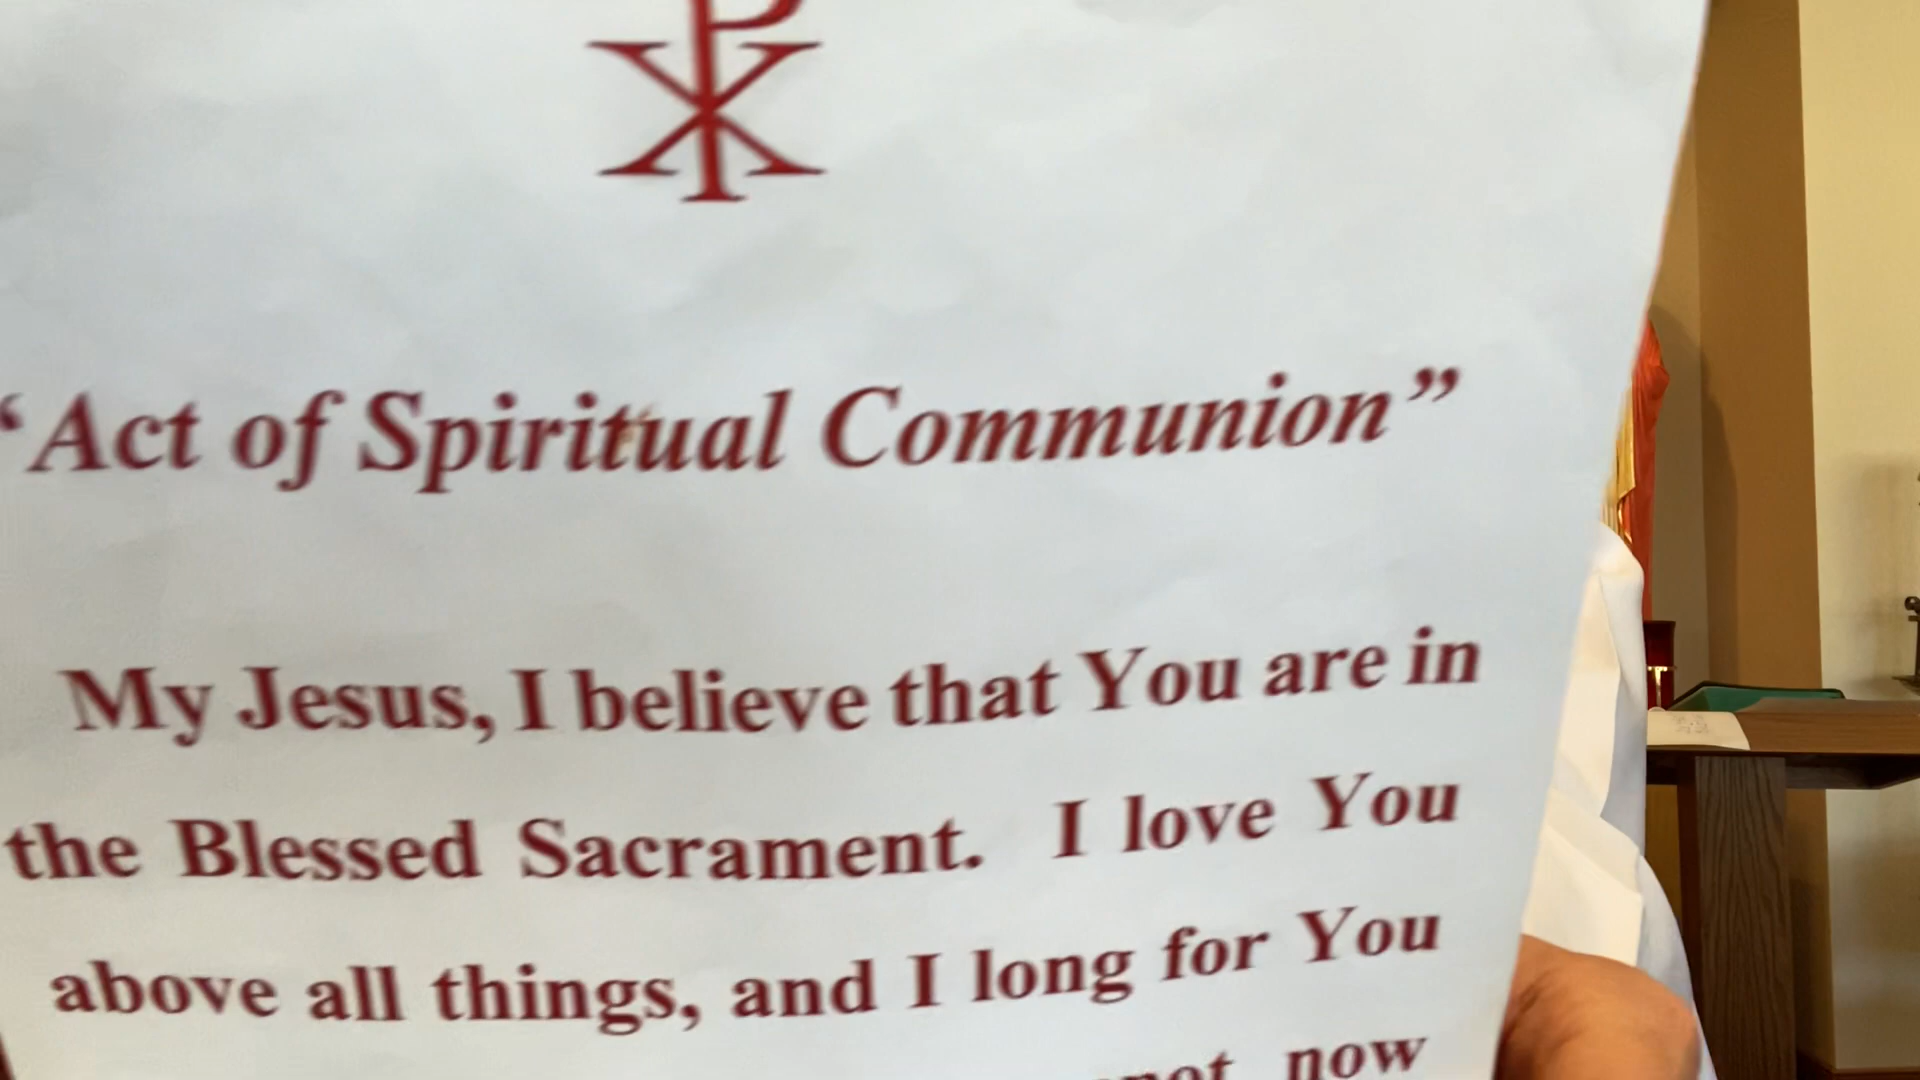 “Act of Spiritual Communion”
My Jesus, I believe that You are in
the Blessed Sacrament. I love You
above all things, and I long for You
now